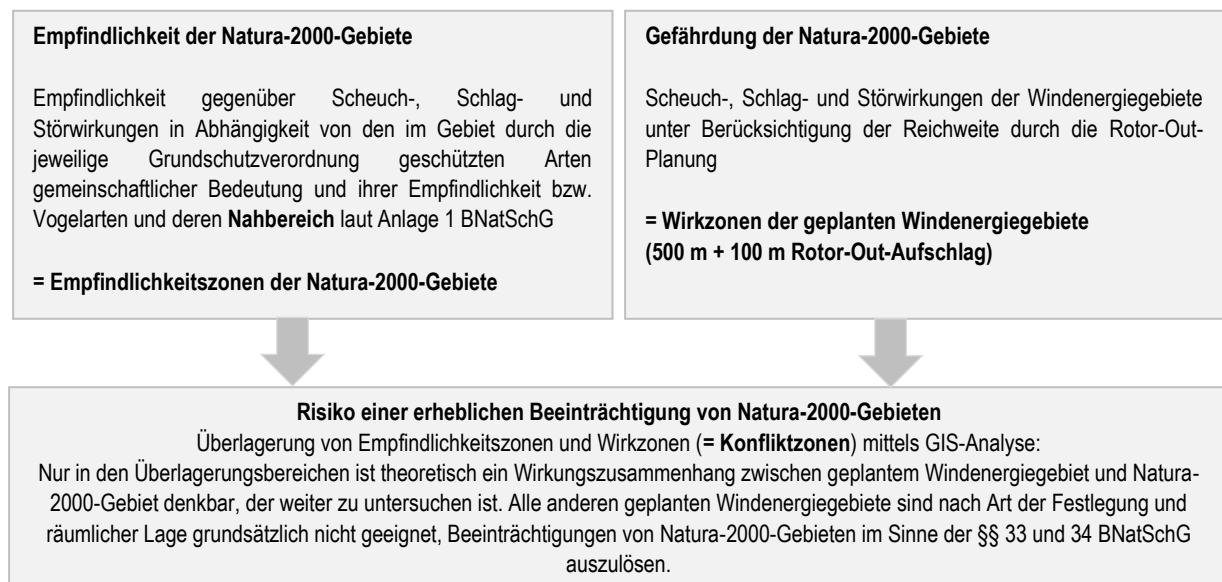 Empfindlichkeit der Natura-2000-Gebiete
Empfindlichkeit gegenüber Scheuch-, Schlag- und
Störwirkungen in Abhängigkeit von den im Gebiet durch die
jeweilige Grundschutzverordnung geschützten Arten
gemeinschaftlicher Bedeutung und ihrer Empfindlichkeit bzw.
Vogelarten und deren Nahbereich laut Anlage 1 BNatSchG
= Empfindlichkeitszonen der Natura-2000-Gebiete
Gefährdung der Natura-2000-Gebiete
Scheuch-, Schlag- und Störwirkungen der Windenergiegebiete
unter Berücksichtigung der Reichweite durch die Rotor-Out-
Planung
= Wirkzonen der geplanten Windenergiegebiete
(500 m + 100 m Rotor-Out-Aufschlag)
Risiko einer erheblichen Beeinträchtigung von Natura-2000-Gebieten
Überlagerung von Empfindlichkeitszonen und Wirkzonen (= Konfliktzonen) mittels GIS-Analyse:
Nur in den Überlagerungsbereichen ist theoretisch ein Wirkungszusammenhang zwischen geplantem Windenergiegebiet und Natura-
2000-Gebiet denkbar, der weiter zu untersuchen ist. Alle anderen geplanten Windenergiegebiete sind nach Art der Festlegung und
räumlicher Lage grundsätzlich nicht geeignet, Beeinträchtigungen von Natura-2000-Gebieten im Sinne der §§ 33 und 34 BNatSchG
auszulösen.